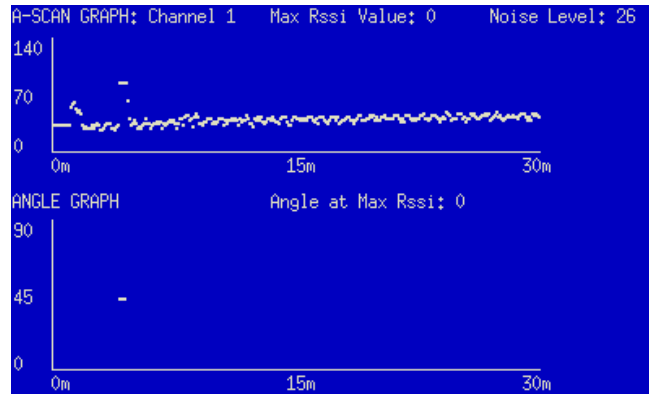 A-SCAN GRAPH: Channel 1 Max Rssi Value: 0 Noise Level: 26
140
70
0
0m 15m 30m
ANGLE GRAPH Angle at Max Rssi: 0
90
45
0
0m 15m 30m